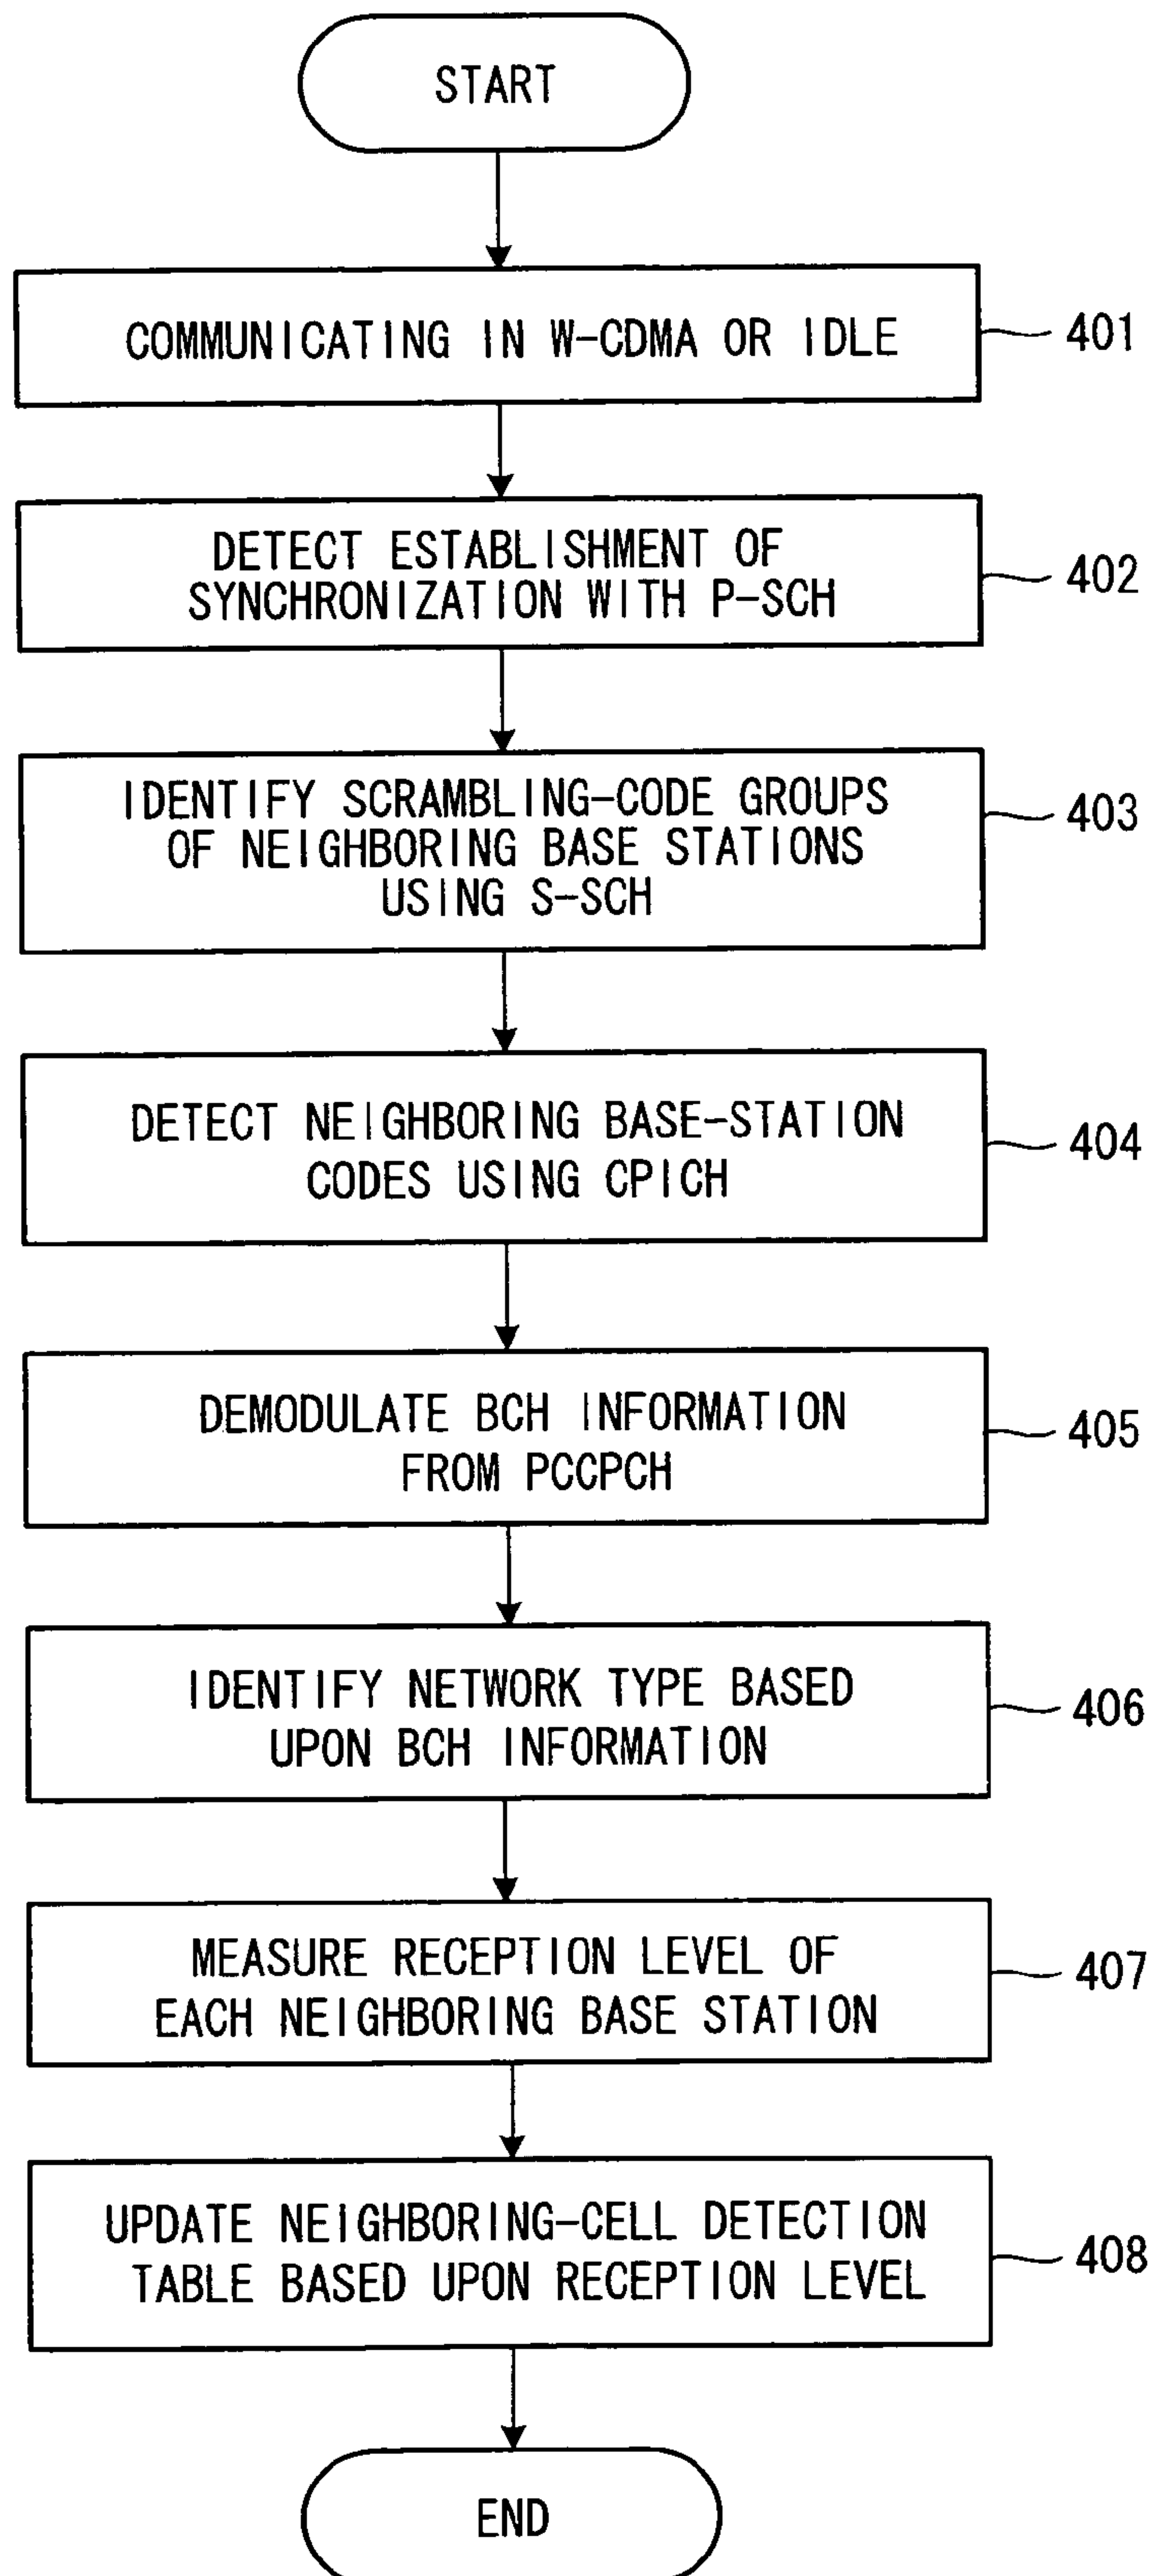 START
COMMUNICATING IN W-CDMA OR IDLE
401
DETECT ESTABLISHMENT OF
SYNCHRONIZATION WITH P-SCH
402
IDENTIFY SCRAMBLING-CODE GROUPS
OF NEIGHBORING BASE STATIONS
USING S-SCH
403
DETECT NEIGHBORING BASE-STATION
CODES USING CPICH
404
DEMODULATE BCH INFORMATION
FROM PCCPCH
405
IDENTIFY NETWORK TYPE BASED
UPON BCH INFORMATION
406
MEASURE RECEPTION LEVEL OF
EACH NEIGHBORING BASE STATION
407
UPDATE NEIGHBORING-CELL DETECTION
TABLE BASED UPON RECEPTION LEVEL
408
END